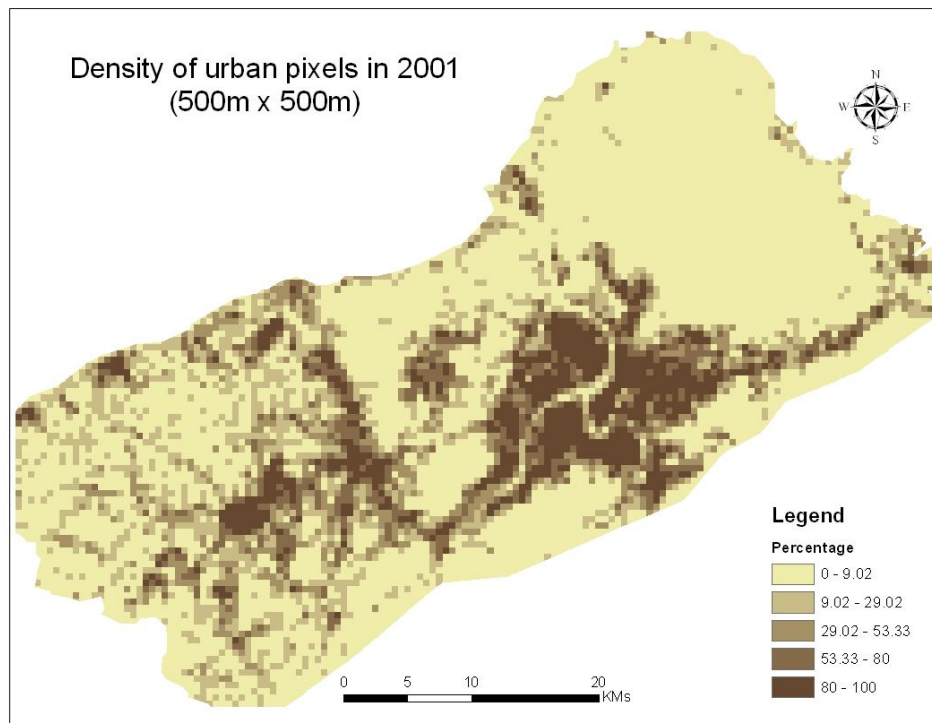 Density of urban pixels in 2001
(500m x 500m)
N
W E
S
Legend
Percentage
0 - 9.02
9.02 - 29.02
29.02 - 53.33
53.33 - 80
80 - 100
0 5 10 20
KMs